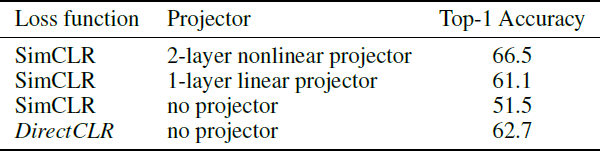 Loss function Projector Top-1 Accuracy
SimCLR 2-layer nonlinear projector 66.5
SimCLR 1-layer linear projector 61.1
SimCLR no projector 51.5
DirectCLR no projector 62.7